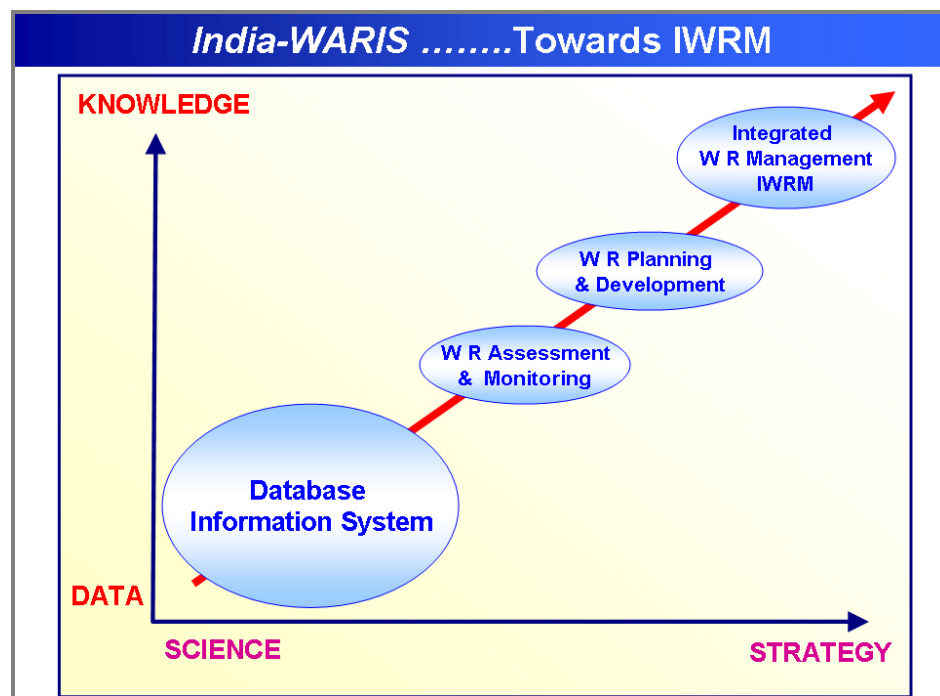 India-WARIS ........Towards IWRM
KNOWLEDGE
Integrated
W R Management
IWRM
W R Planning
& Development
W R Assessment
& Monitoring
Database
Information System
DATA
SCIENCE
STRATEGY